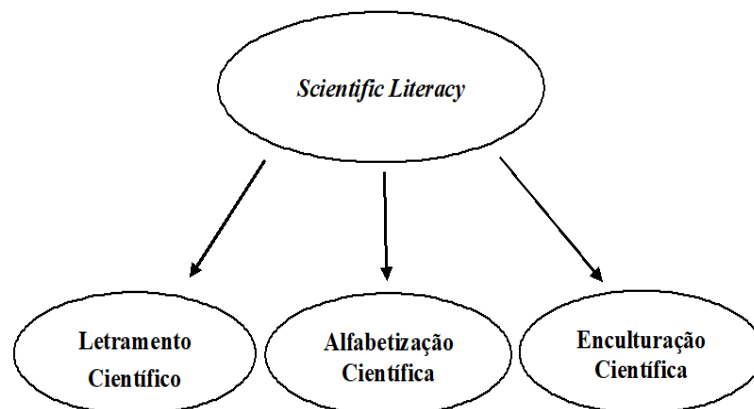 Scientific Literacy
Letramento
Científico
Alfabetização
Científica
Enculturação
Científica